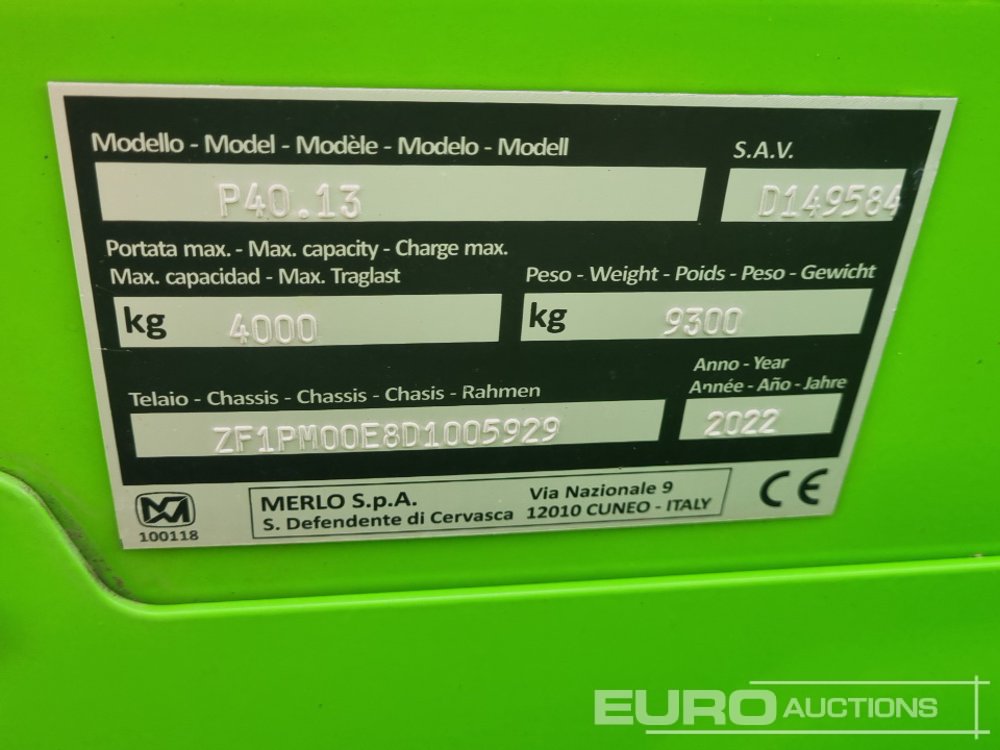 Modello - Model - Modèle - Modelo - Modell
S.A.V.
P40.13
D149584
Portata max. - Max. capacity - Charge max.
Max. capacidad - Max. Traglast
Peso - Weight - Poids - Peso - Gewicht
kg 4000
kg 9300
Telaio - Chassis - Chassis - Chasis - Rahmen
Anno - Year
Année - Año - Jahre
ZF1PM00E8D1005929
2022
MERLO S.p.A.
S. Defendente di Cervasca
Via Nazionale 9
12010 CUNEO - ITALY
CE
100118
EURO AUCTIONS